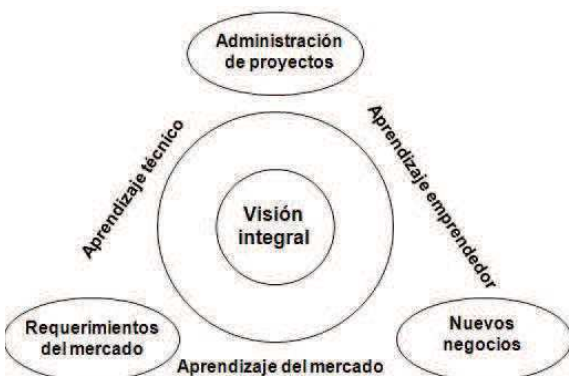 Administración
de proyectos
Aprendizaje técnico
Aprendizaje emprendedor
Visión
integral
Requerimientos
del mercado
Nuevos
negocios
Aprendizaje del mercado